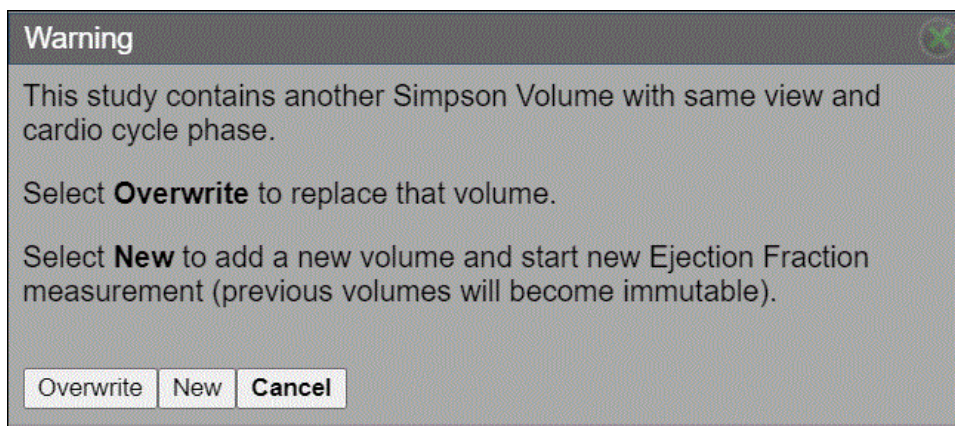 Warning
This study contains another Simpson Volume with same view and
cardio cycle phase.
Select Overwrite to replace that volume.
Select New to add a new volume and start new Ejection Fraction
measurement (previous volumes will become immutable).
Overwrite New Cancel